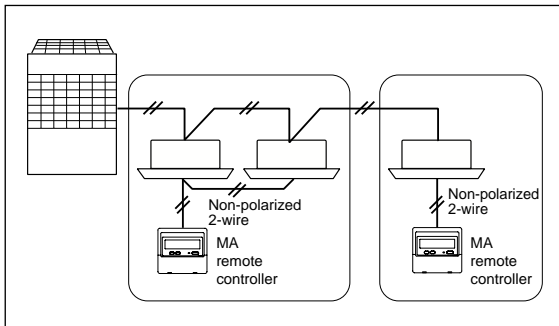 Non-polarized
2-wire
MA
remote
controller
Non-polarized
2-wire
MA
remote
controller